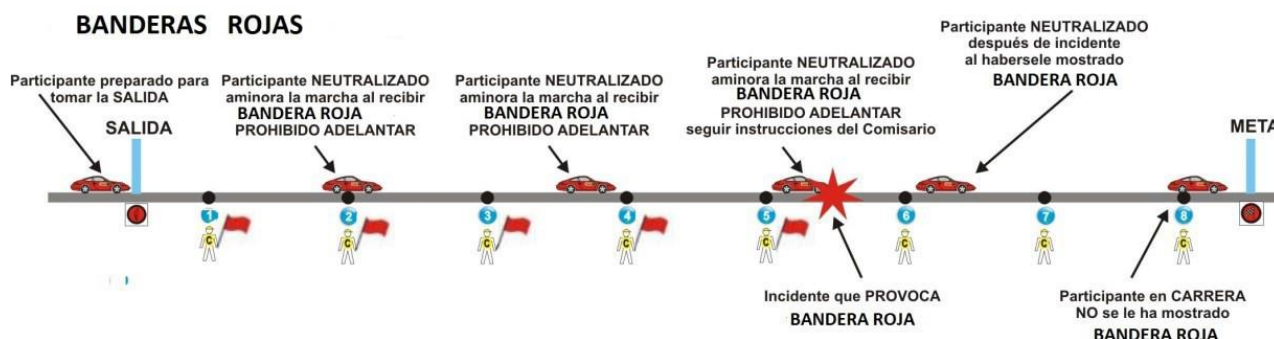 BANDERAS ROJAS
Participante preparado para
tomar la SALIDA
SALIDA
Participante NEUTRALIZADO
aminora la marcha al recibir
BANDERA ROJA
PROHIBIDO ADELANTAR
Participante NEUTRALIZADO
aminora la marcha al recibir
BANDERA ROJA
PROHIBIDO ADELANTAR
Participante NEUTRALIZADO
aminora la marcha al recibir
BANDERA ROJA
PROHIBIDO ADELANTAR
seguir instrucciones del Comisario
Participante NEUTRALIZADO
después de incidente
al habersele mostrado
BANDERA ROJA
META
1
2
3
4
5
6
7
8
C
C
C
C
C
C
C
C
Incidente que PROVOCA
BANDERA ROJA
Participante en CARRERA
NO se le ha mostrado
BANDERA ROJA